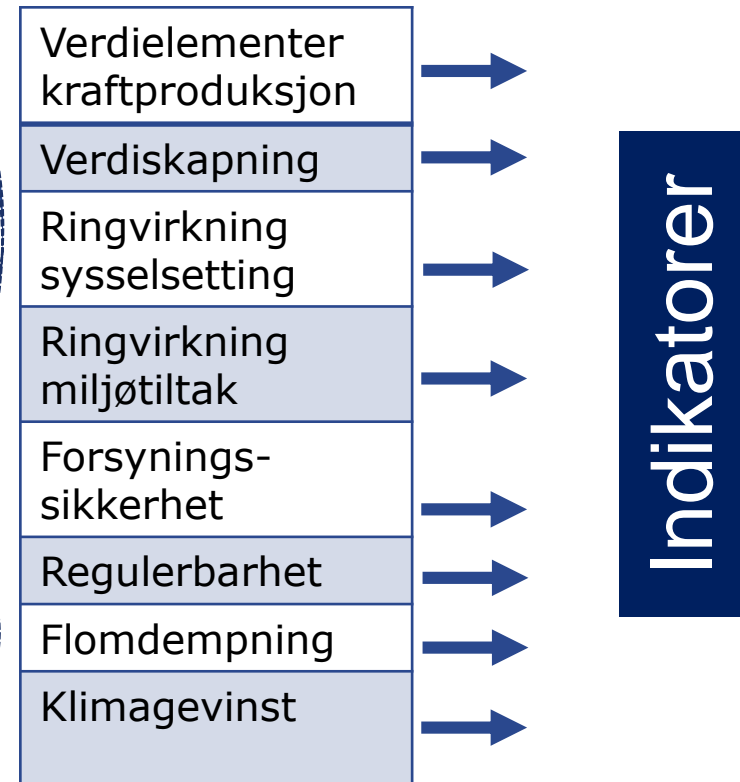 Verdielementer
kraftproduksjon
Verdiskapning
Ringvirkning
sysselsetting
Ringvirkning
miljøtiltak
Forsynings-
sikkerhet
Regulerbarhet
Flomdempning
Klimagevinst
Indikatorer